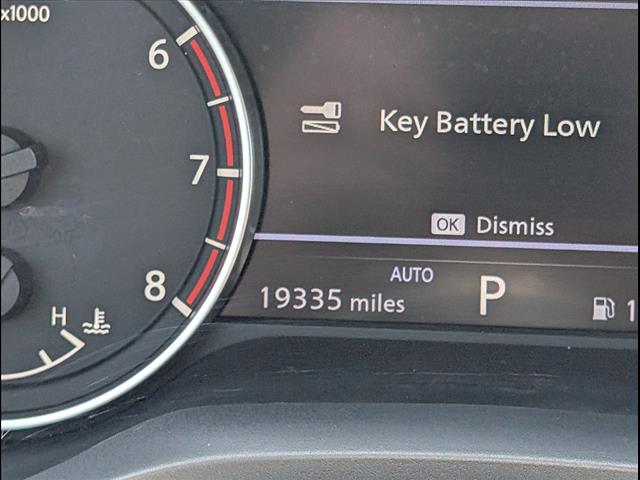 x1000
6
7
8
H
Key Battery Low
OK Dismiss
AUTO
19335 miles
P
1